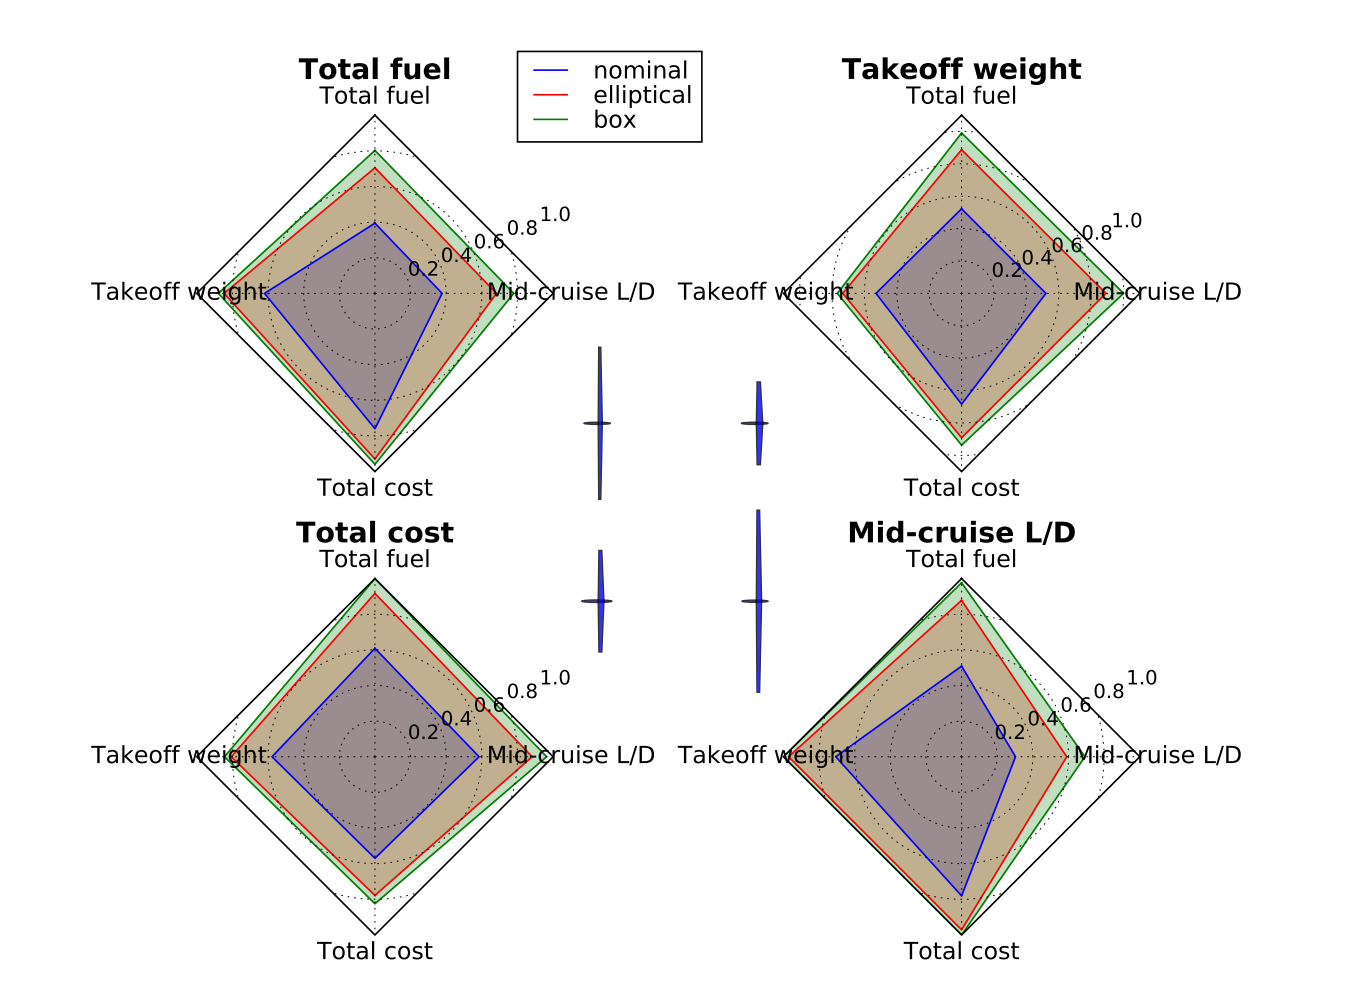 Total fuel
Total fuel
nominal
elliptical
box
Takeoff weight
Total fuel
0.2
0.4
0.6
0.8
1.0
Takeoff weight
Mid-cruise L/D
Total cost
0.2
0.4
0.6
0.8
1.0
Takeoff weight
Mid-cruise L/D
Total cost
Total cost
Total fuel
Mid-cruise L/D
Total fuel
0.2
0.4
0.6
0.8
1.0
Takeoff weight
Mid-cruise L/D
Total cost
0.2
0.4
0.6
0.8
1.0
Takeoff weight
Mid-cruise L/D
Total cost